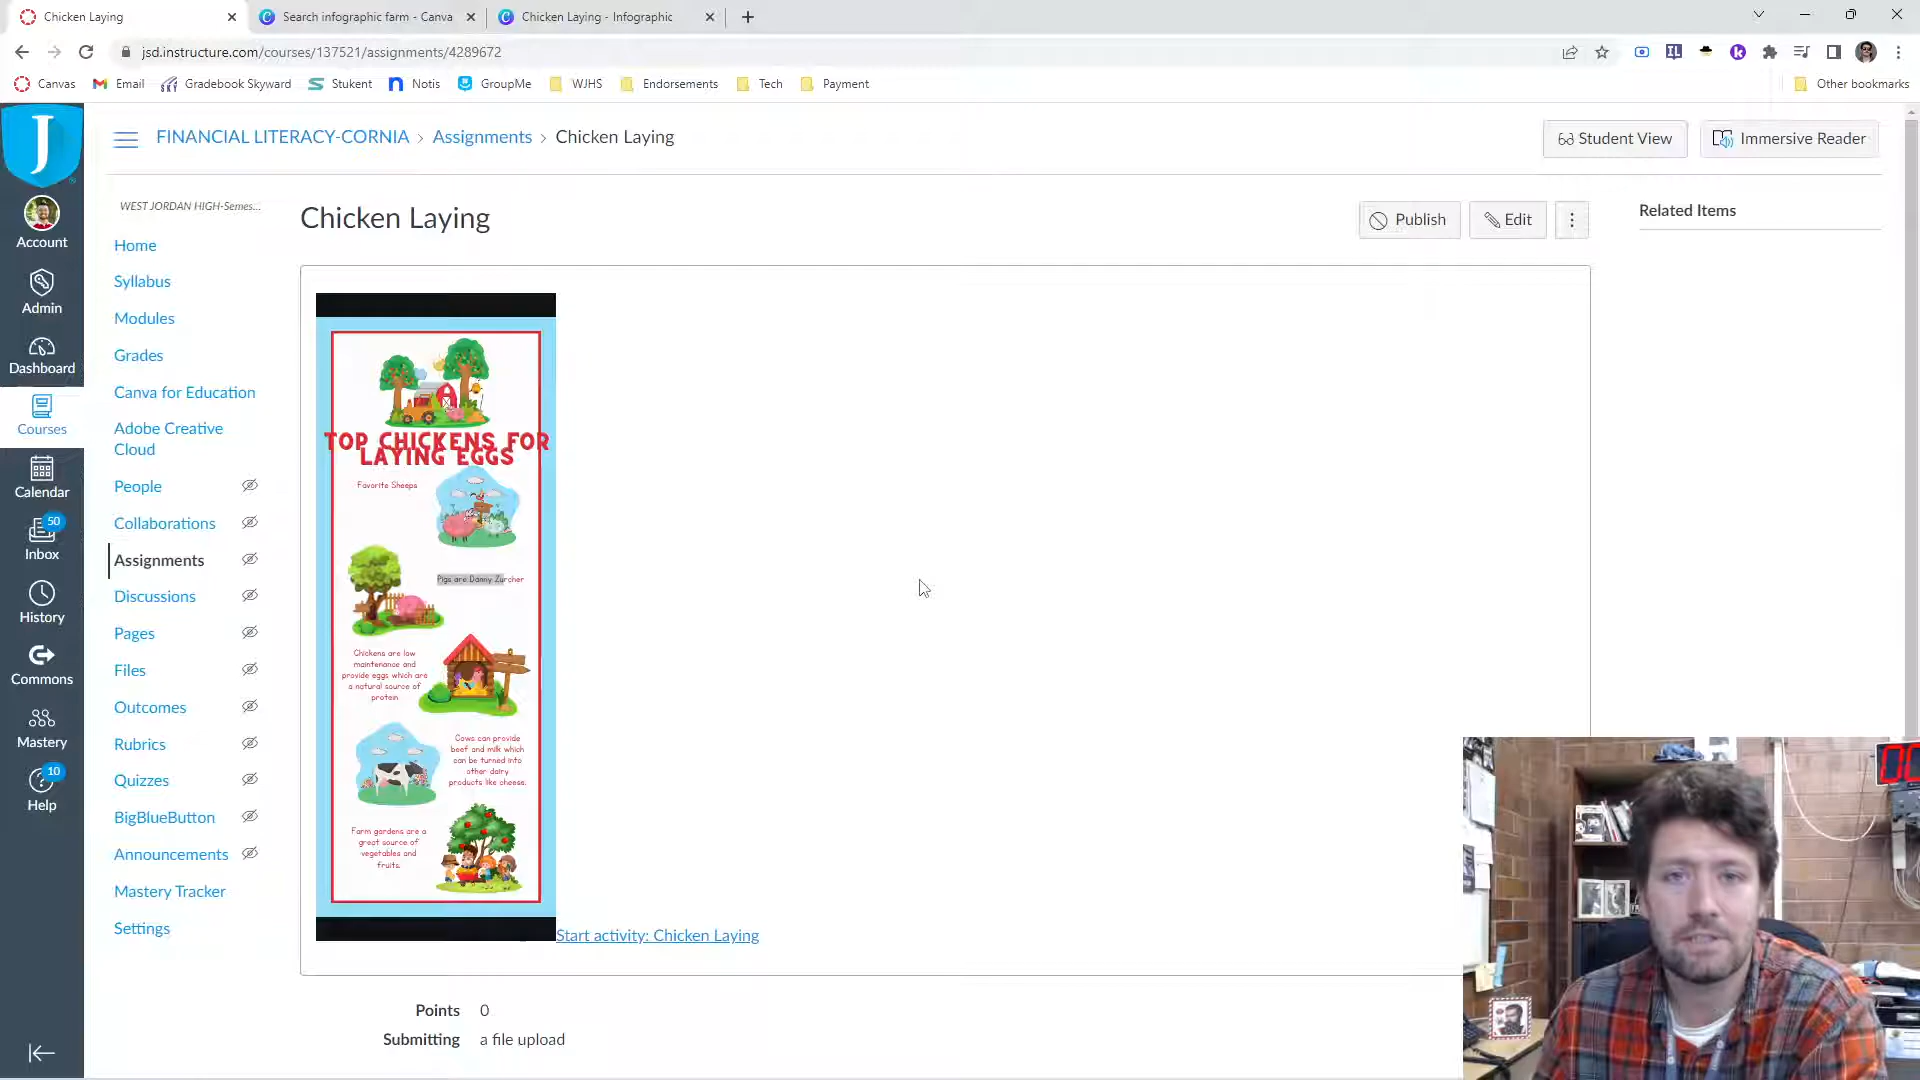 Chicken Laying
Search infographic farm - Canva
Chicken Laying - Infographic
jsd.instructure.com/courses/137521/assignments/4289672
Canvas
Email
Gradebook Skyward
Stukent
Notis
GroupMe
WJHS
Endorsements
Tech
Payment
Other bookmarks
FINANCIAL LITERACY-CORNIA › Assignments › Chicken Laying
Student View
Immersive Reader
J
Account
Admin
Dashboard
Courses
Calendar
50
Inbox
History
Commons
Mastery
10
Help
WEST JORDAN HIGH-Semes...
Home
Syllabus
Modules
Grades
Canva for Education
Adobe Creative
Cloud
People
Collaborations
Assignments
Discussions
Pages
Files
Outcomes
Rubrics
Quizzes
BigBlueButton
Announcements
Mastery Tracker
Settings
Chicken Laying
Publish
Edit
Related Items
TOP CHICKENS FOR
LAYING EGGS
Favorite Sheeps
Pigs are Danny Zurcher
Chickens are low
maintenance and
provide eggs which are
a natural source of
protein
Cows can provide
beef and milk which
can be turned into
other dairy
products like cheese.
Farm gardens are a
great source of
vegetables and
fruits.
Start activity: Chicken Laying
Points 0
Submitting a file upload